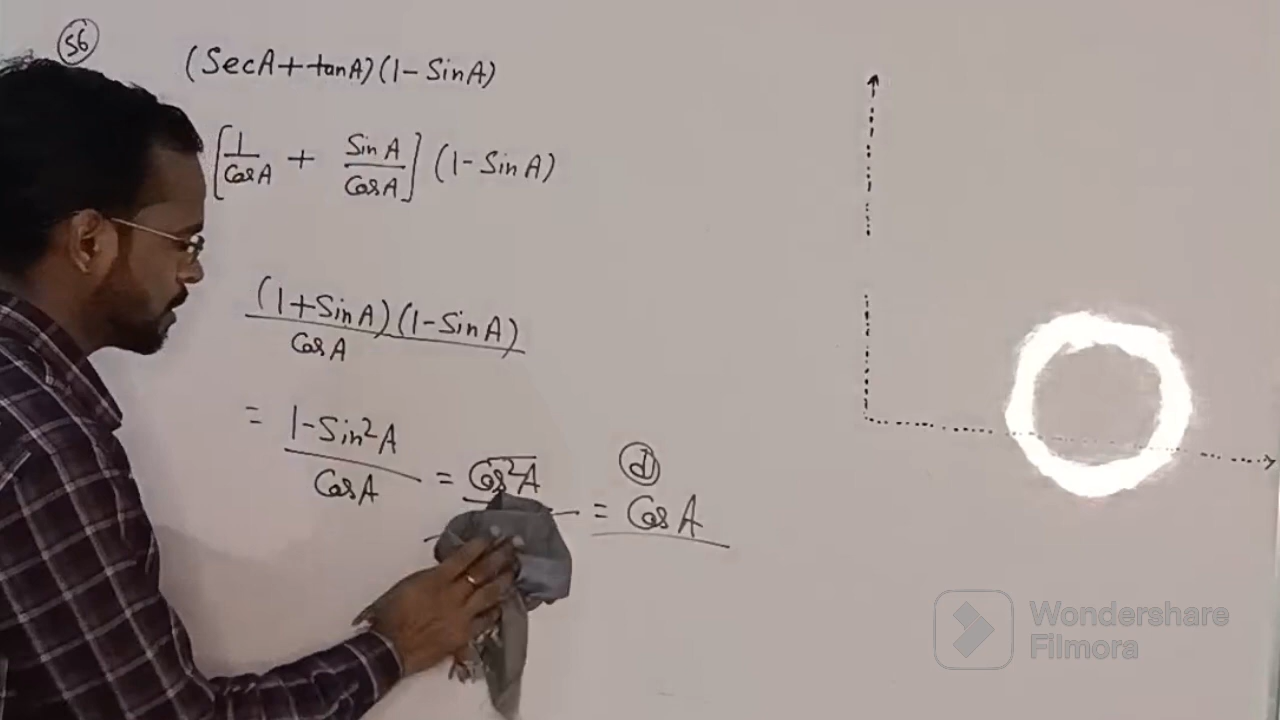 56
(SecA+tanA)(1-SinA)
[1/CosA + SinA/CosA] (1-SinA)
(1+SinA)(1-SinA)
CosA
= 1-Sin²A
CosA
= Cos²A
d
= CosA
Wondershare
Filmora